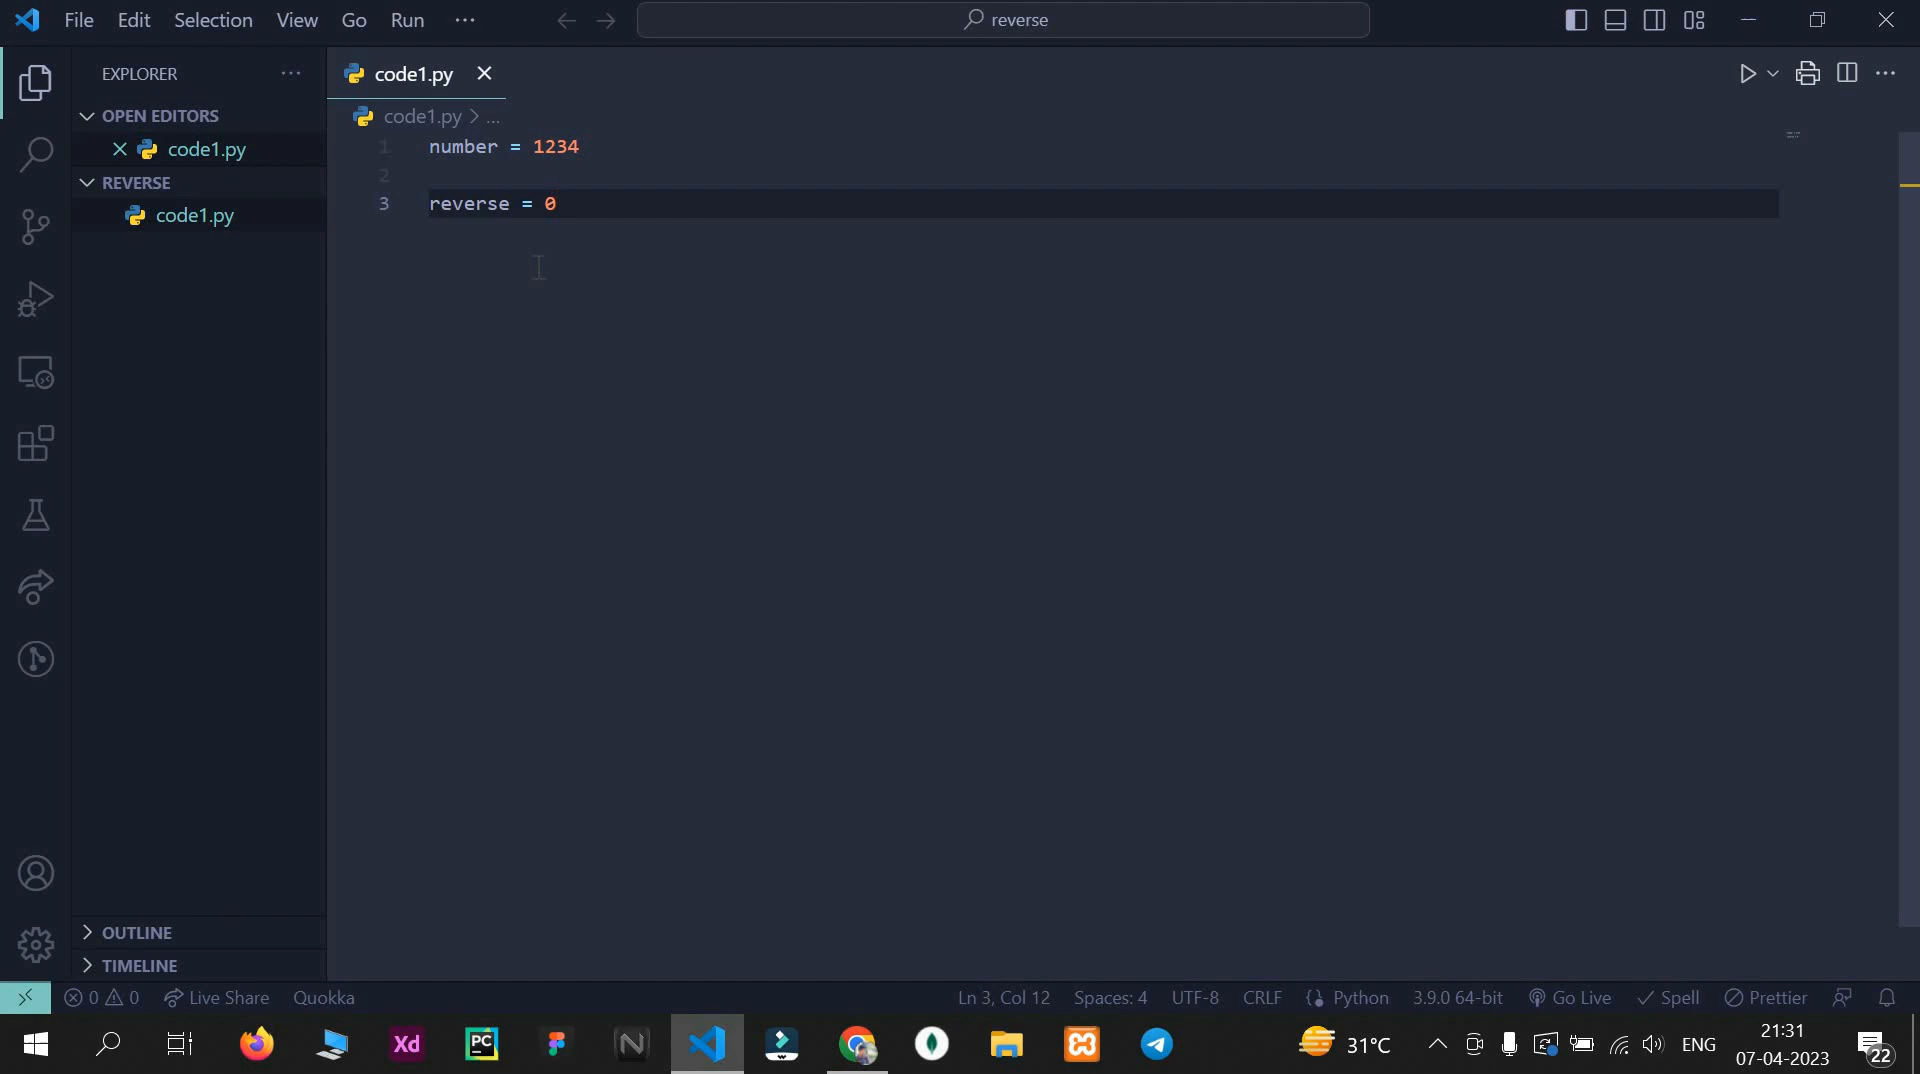 File Edit Selection View Go Run ···
reverse
EXPLORER ···
OPEN EDITORS
code1.py
REVERSE
code1.py
OUTLINE
TIMELINE
code1.py
code1.py > ...
1 number = 1234
2
3 reverse = 0
0 0 Live Share Quokka Ln 3, Col 12 Spaces: 4 UTF-8 CRLF Python 3.9.0 64-bit Go Live Spell Prettier
Xd PC N 31°C ENG 21:31
07-04-2023 22